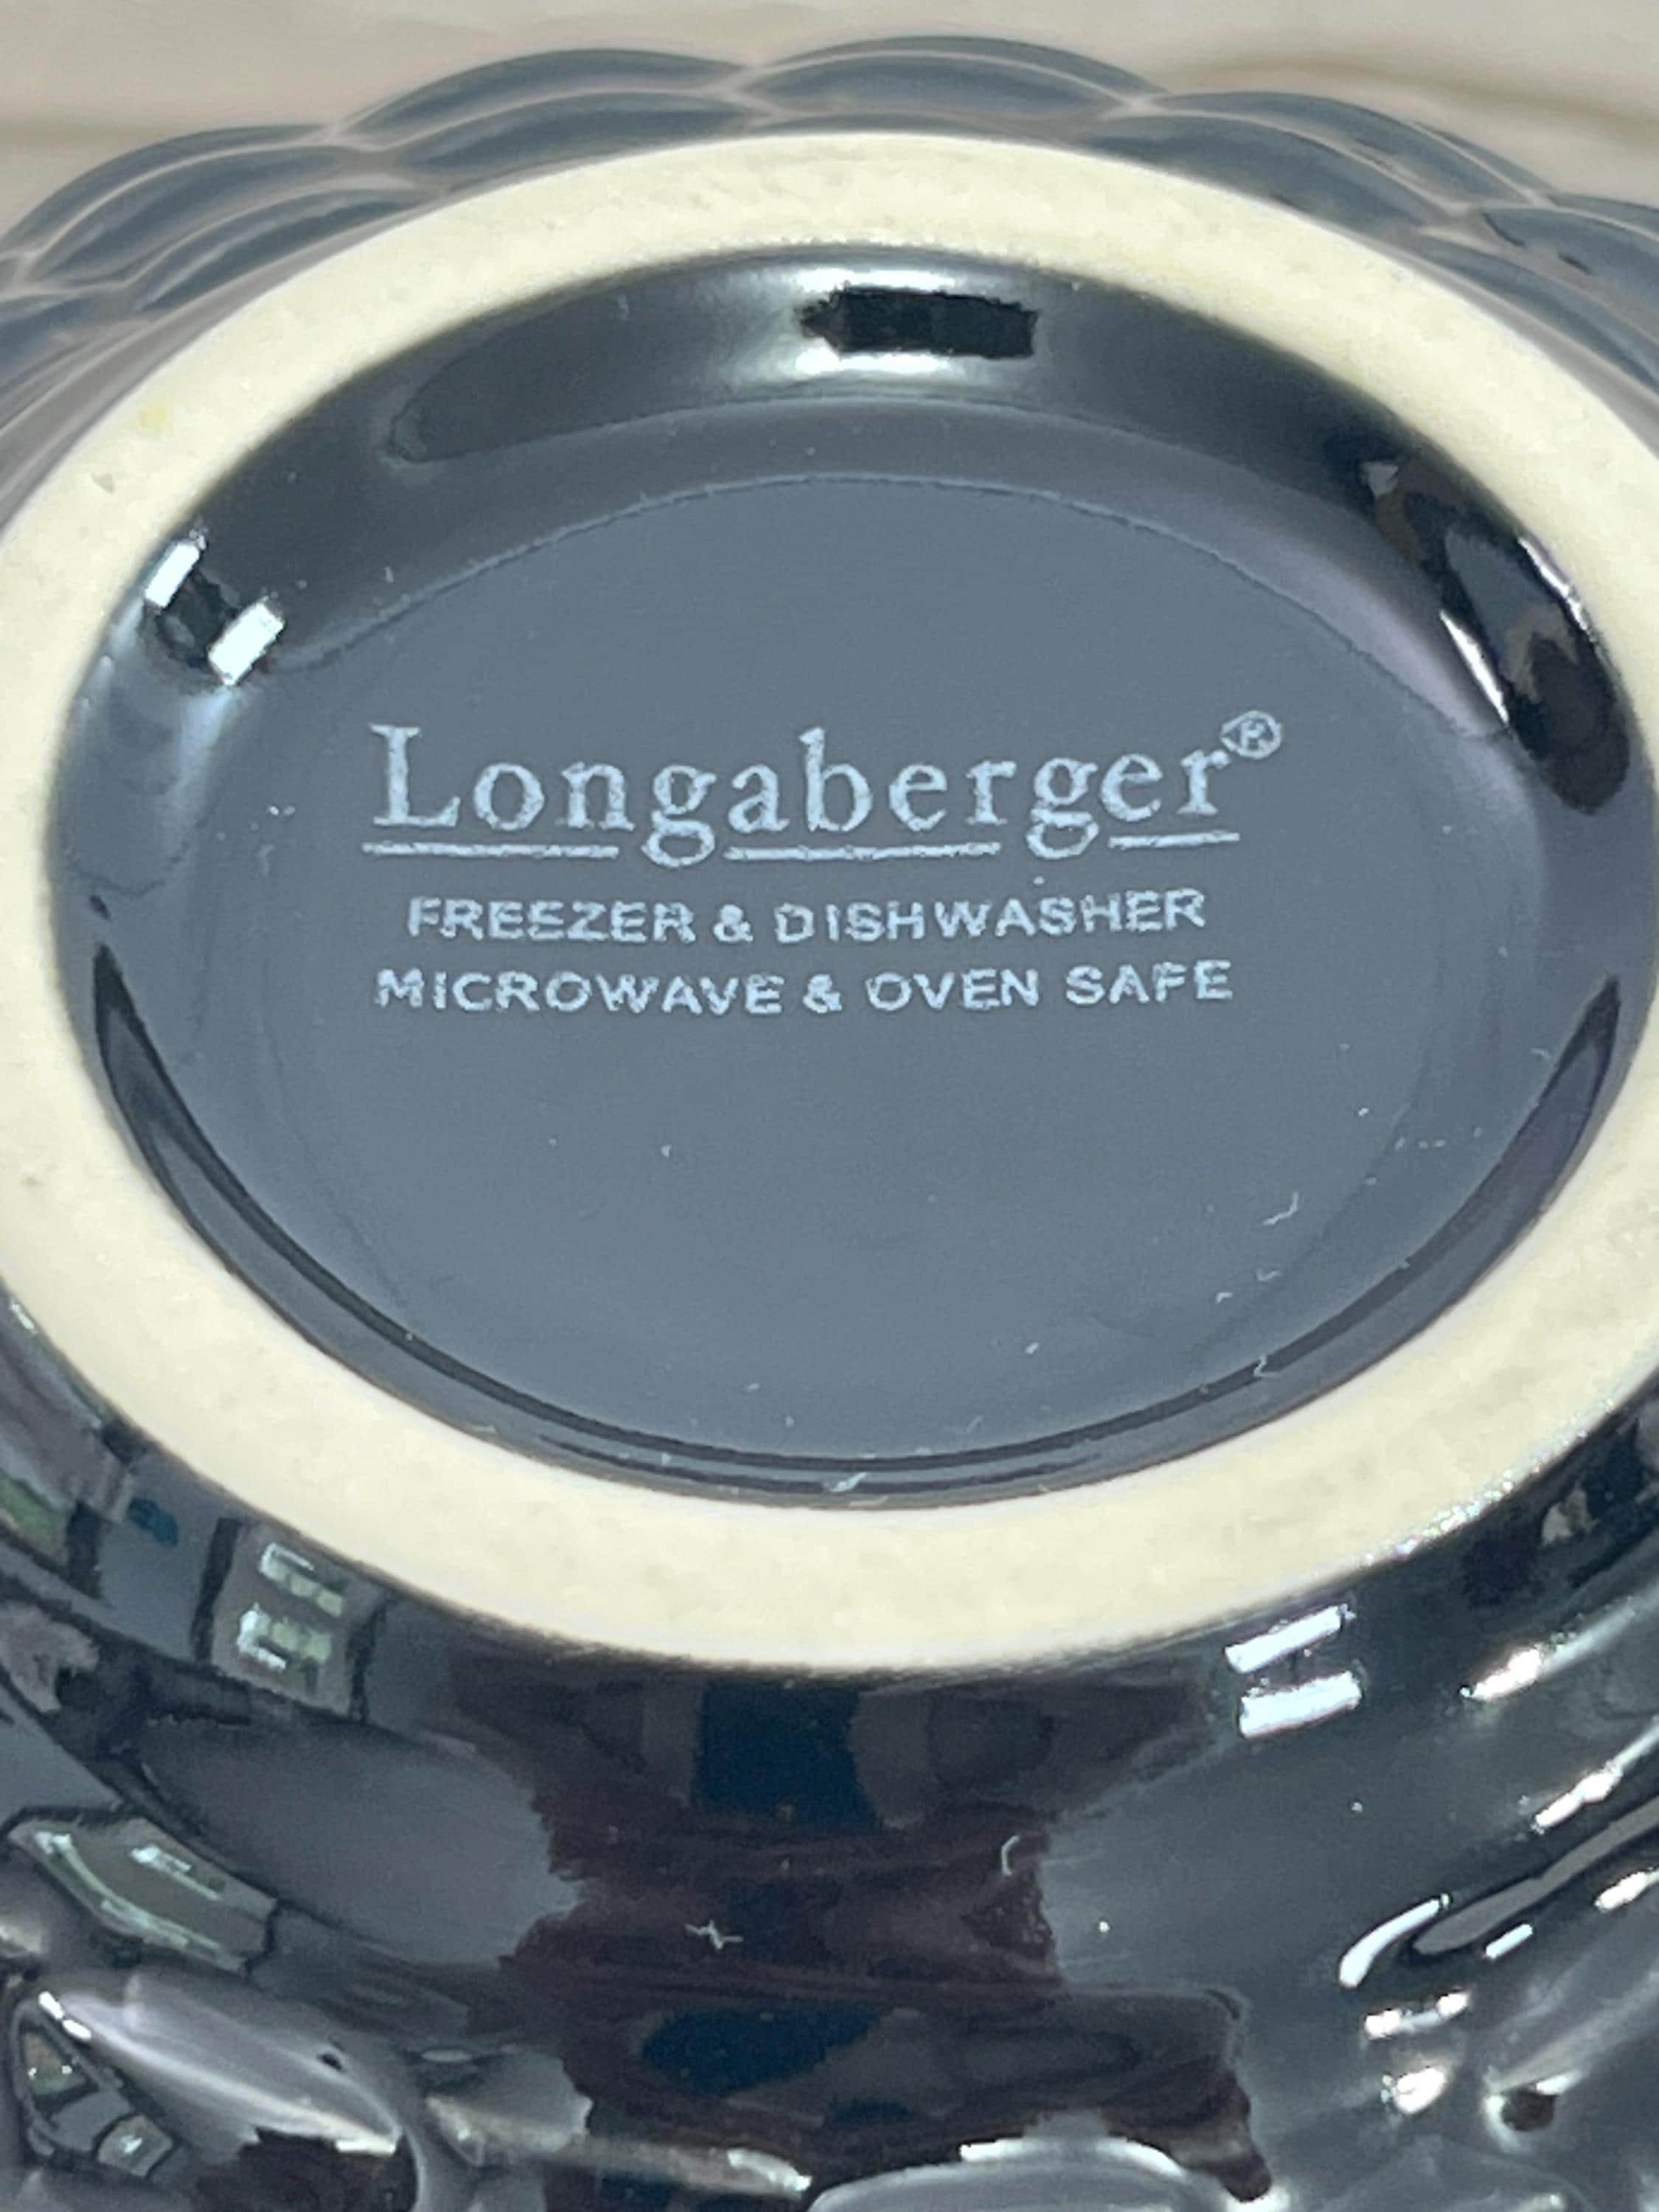 Longaberger®
FREEZER & DISHWASHER
MICROWAVE & OVEN SAFE